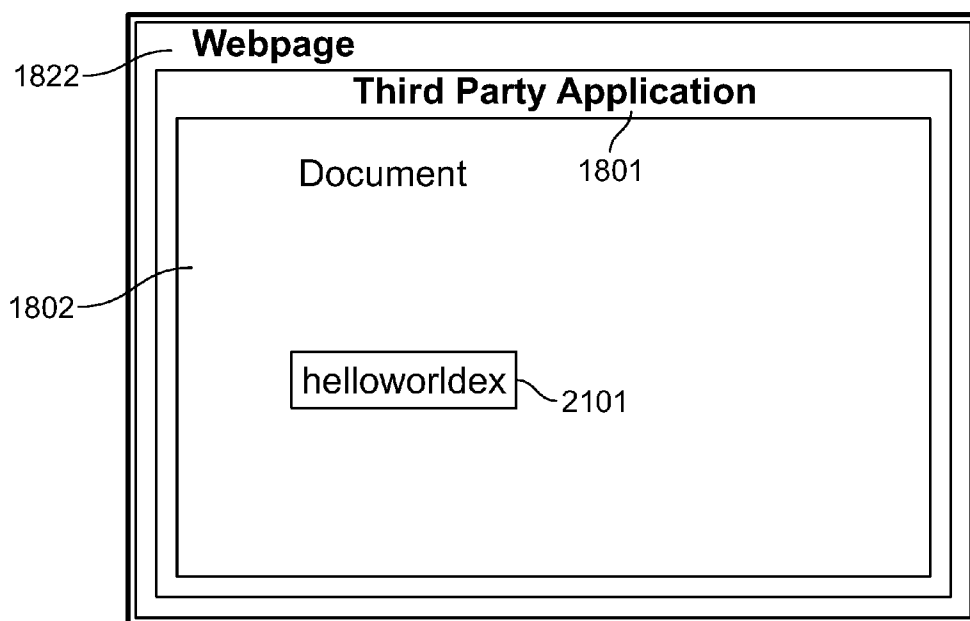 Webpage
1822
Third Party Application
1801
Document
1802
helloworldex
2101